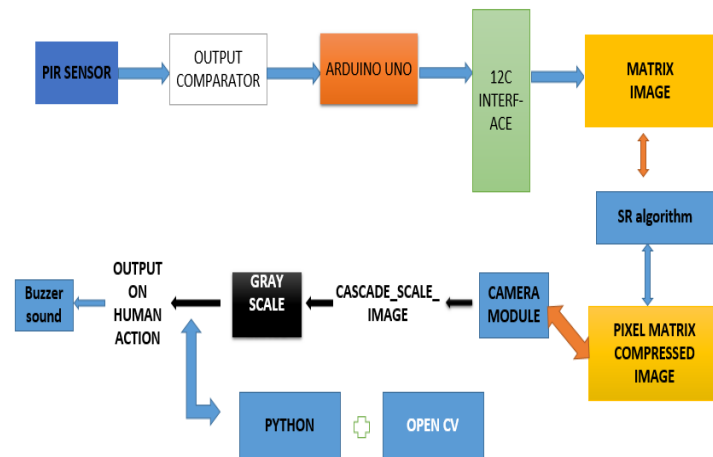 PIR SENSOR
OUTPUT
COMPARATOR
ARDUINO UNO
12C
INTERF-
ACE
MATRIX
IMAGE
SR algorithm
PIXEL MATRIX
COMPRESSED
IMAGE
CAMERA
MODULE
CASCADE_SCALE_
IMAGE
GRAY
SCALE
OUTPUT
ON
HUMAN
ACTION
Buzzer
sound
PYTHON
OPEN CV